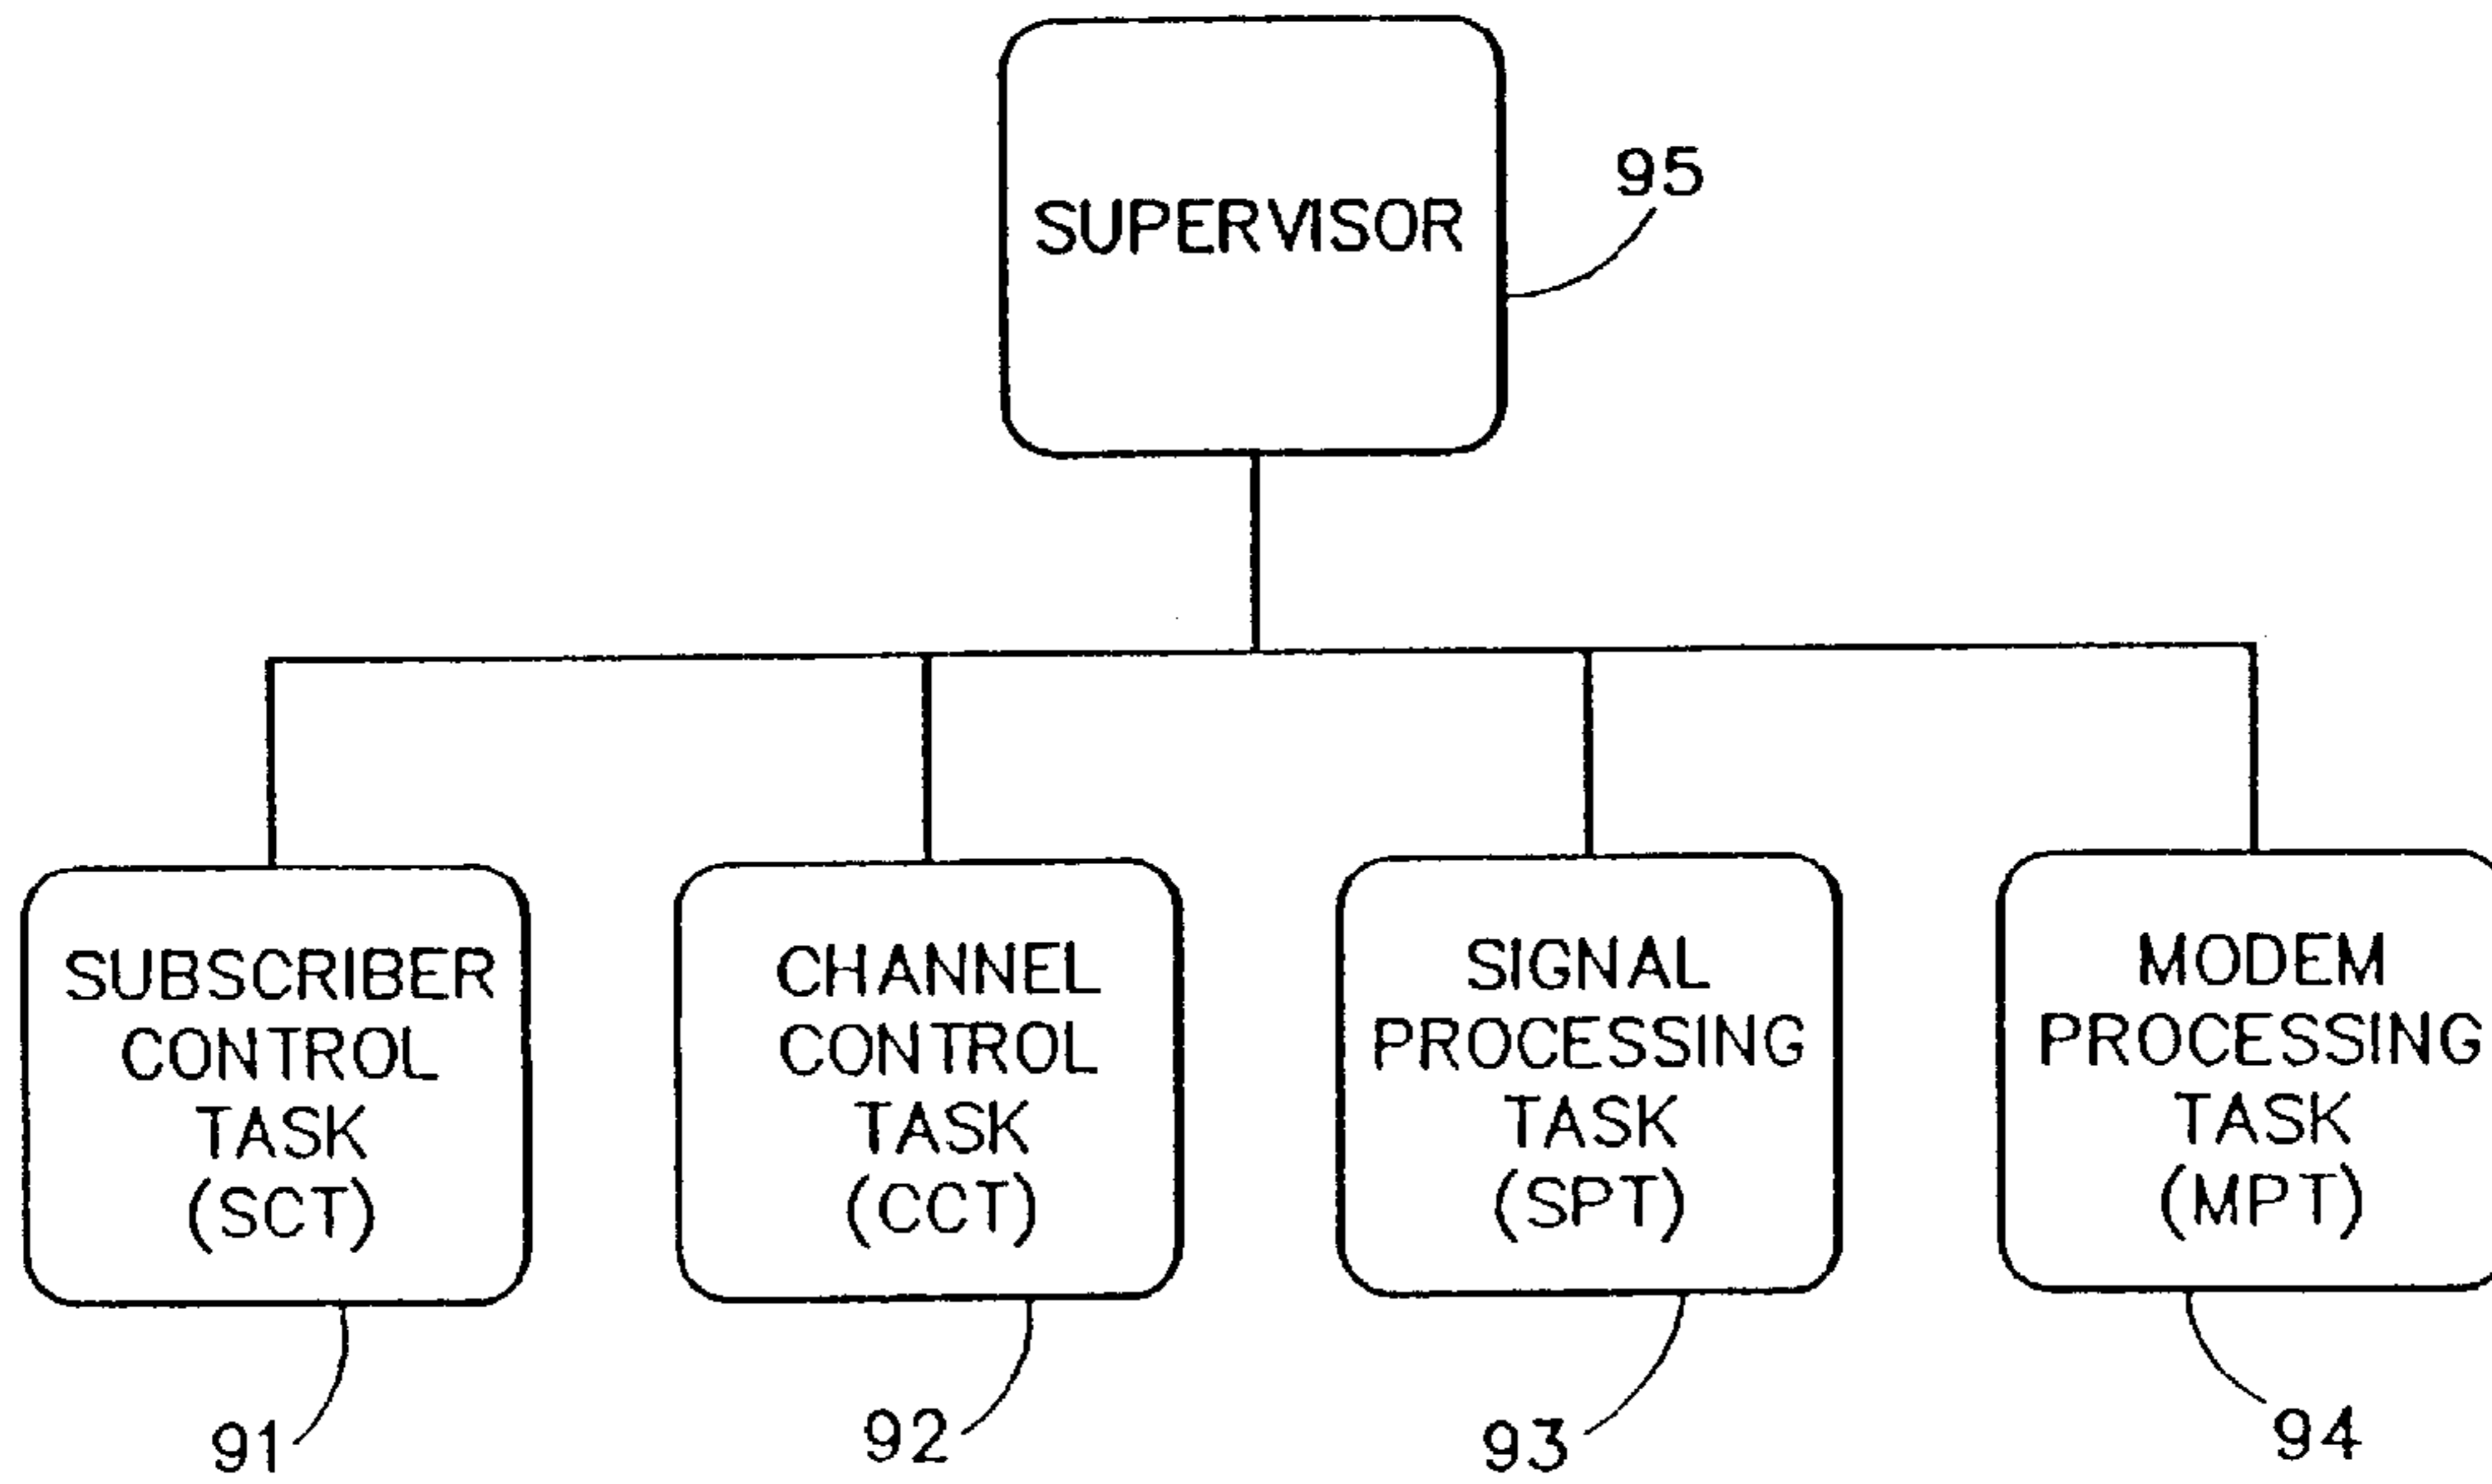 SUPERVISOR
95
SUBSCRIBER
CONTROL
TASK
(SCT)
91
CHANNEL
CONTROL
TASK
(CCT)
92
SIGNAL
PROCESSING
TASK
(SPT)
93
MODEM
PROCESSING
TASK
(MPT)
94